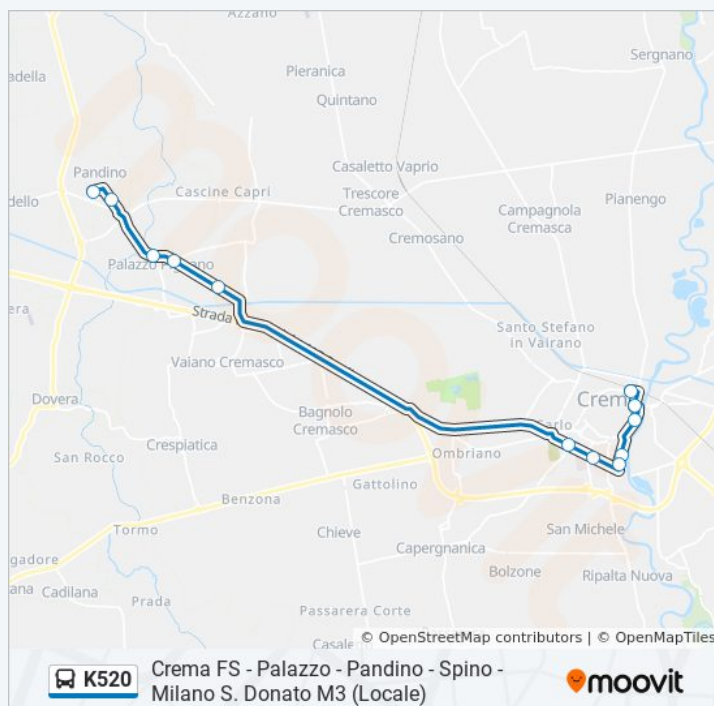 Azzano
Sergnano
adella
Pieranica
Quintano
Casaletto Vaprio
Pandino
Cascine Capri
Trescore
Cremasco
Pianengo
dello
Campagnola
Cremasca
Cremosano
Palazzo Pignano
era
Strada
Santo Stefano
in Vairano
Vaiano Cremasco
Dovera
Crema
Bagnolo
Cremasco
Carlo
Crespiatica
San Rocco
Ombriano
Gattolino
Benzona
San Michele
Tormo
Chieve
Capergnanica
agadore
Bolzone
Ripalta Nuova
ana
Cadilana
Prada
Passarera Corte
Casale
© OpenStreetMap contributors | © OpenMapTiles
K520
Crema FS - Palazzo - Pandino - Spino -
Milano S. Donato M3 (Locale)
moovit